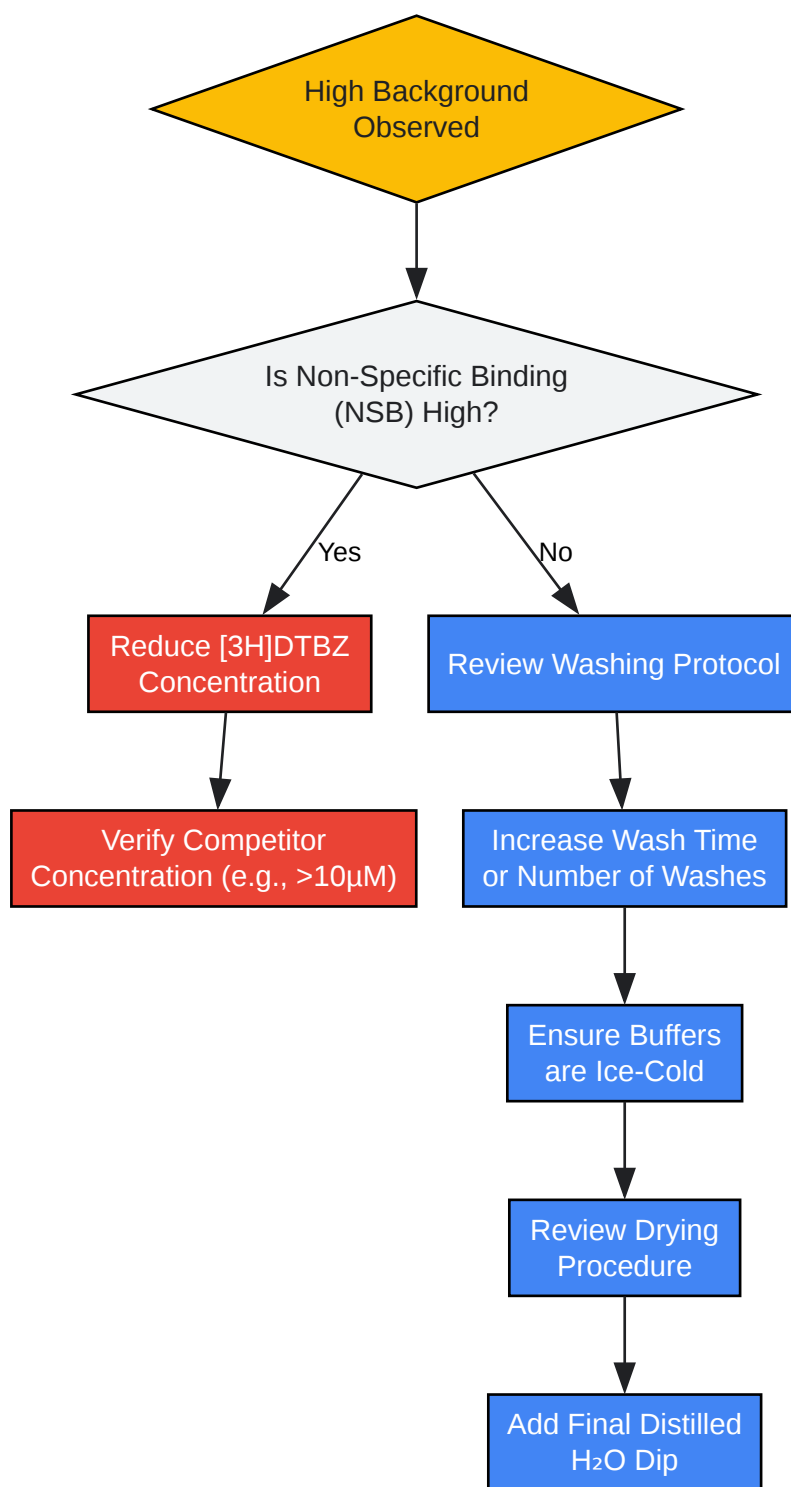 High Background
Observed
Is Non-Specific Binding
(NSB) High?
Yes
No
Reduce [3H]DTBZ
Concentration
Review Washing Protocol
Verify Competitor
Concentration (e.g., >10µM)
Increase Wash Time
or Number of Washes
Ensure Buffers
are Ice-Cold
Review Drying
Procedure
Add Final Distilled
H₂O Dip